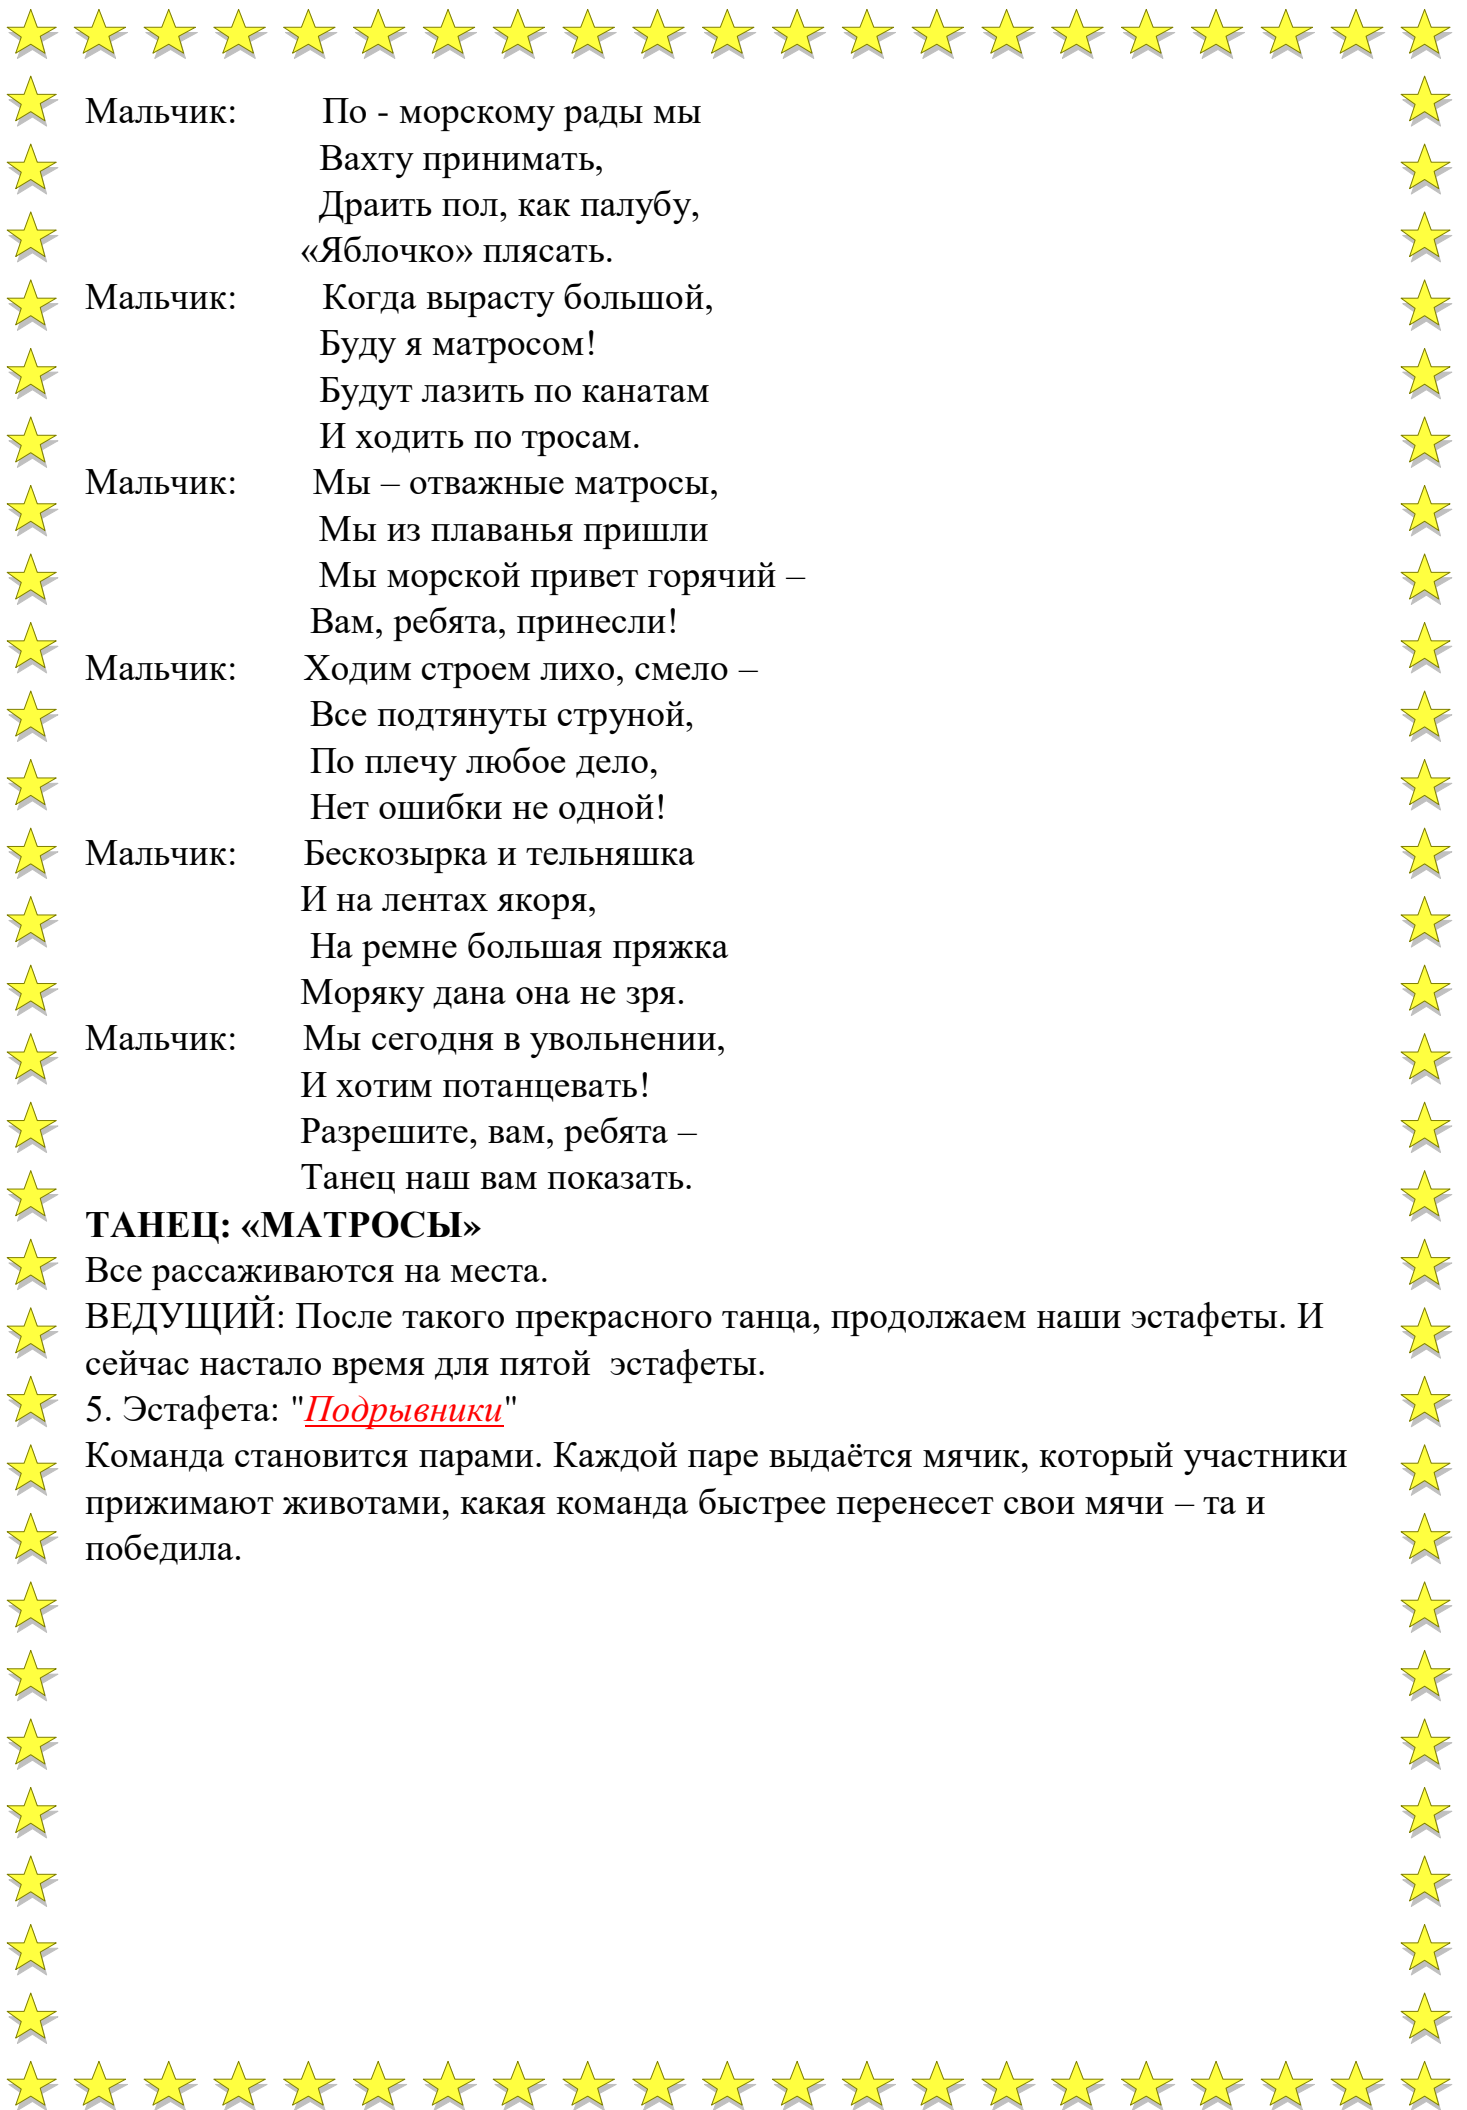 Мальчик: По - морскому рады мы
Вахту принимать,
Драить пол, как палубу,
«Яблочко» плясать.
Мальчик: Когда вырасту большой,
Буду я матросом!
Будут лазить по канатам
И ходить по тросам.
Мальчик: Мы – отважные матросы,
Мы из плаванья пришли
Мы морской привет горячий –
Вам, ребята, принесли!
Мальчик: Ходим строем лихо, смело –
Все подтянуты струной,
По плечу любое дело,
Нет ошибки не одной!
Мальчик: Бескозырка и тельняшка
И на лентах якоря,
На ремне большая пряжка
Моряку дана она не зря.
Мальчик: Мы сегодня в увольнении,
И хотим потанцевать!
Разрешите, вам, ребята –
Танец наш вам показать.
ТАНЕЦ: «МАТРОСЫ»
Все рассаживаются на места.
ВЕДУЩИЙ: После такого прекрасного танца, продолжаем наши эстафеты. И
сейчас настало время для пятой эстафеты.
5. Эстафета: "Подрывники"
Команда становится парами. Каждой паре выдаётся мячик, который участники
прижимают животами, какая команда быстрее перенесет свои мячи – та и
победила.